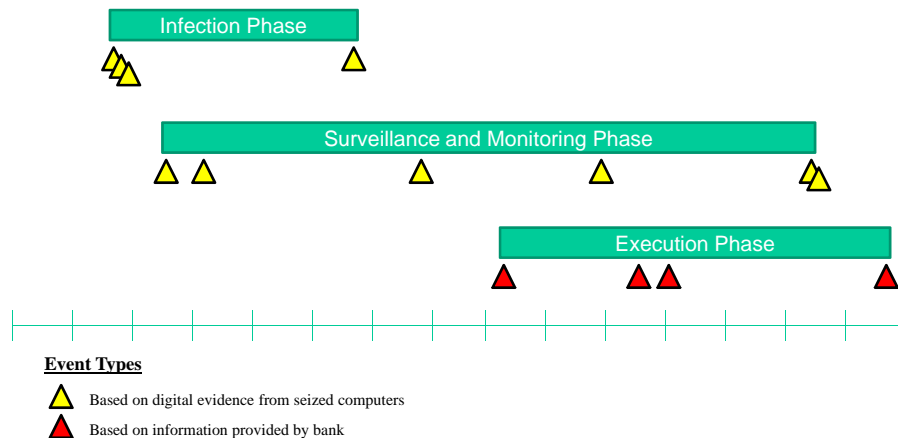 Infection Phase
Surveillance and Monitoring Phase
Execution Phase
Event Types
Based on digital evidence from seized computers
Based on information provided by bank